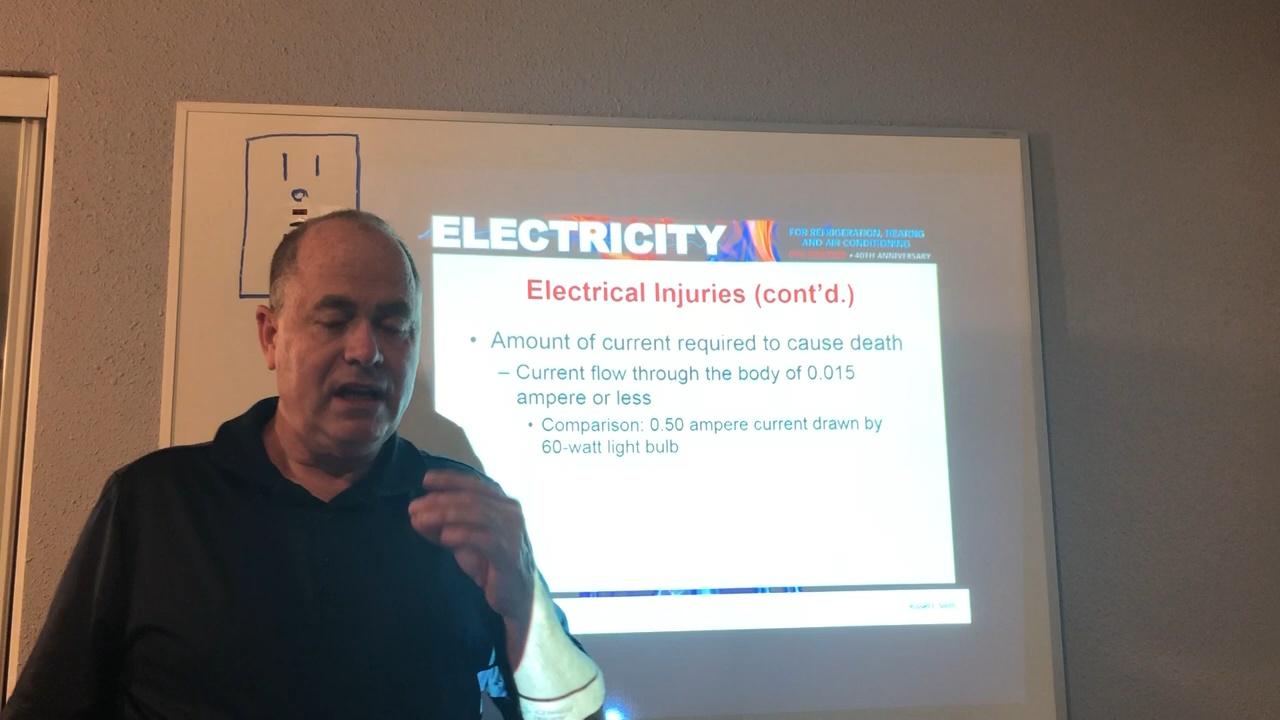 ELECTRICITY
FOR REFRIGERATION, HEATING
AND AIR CONDITIONING
• 40TH ANNIVERSARY
Electrical Injuries (cont’d.)
• Amount of current required to cause death
– Current flow through the body of 0.015
ampere or less
• Comparison: 0.50 ampere current drawn by
60-watt light bulb